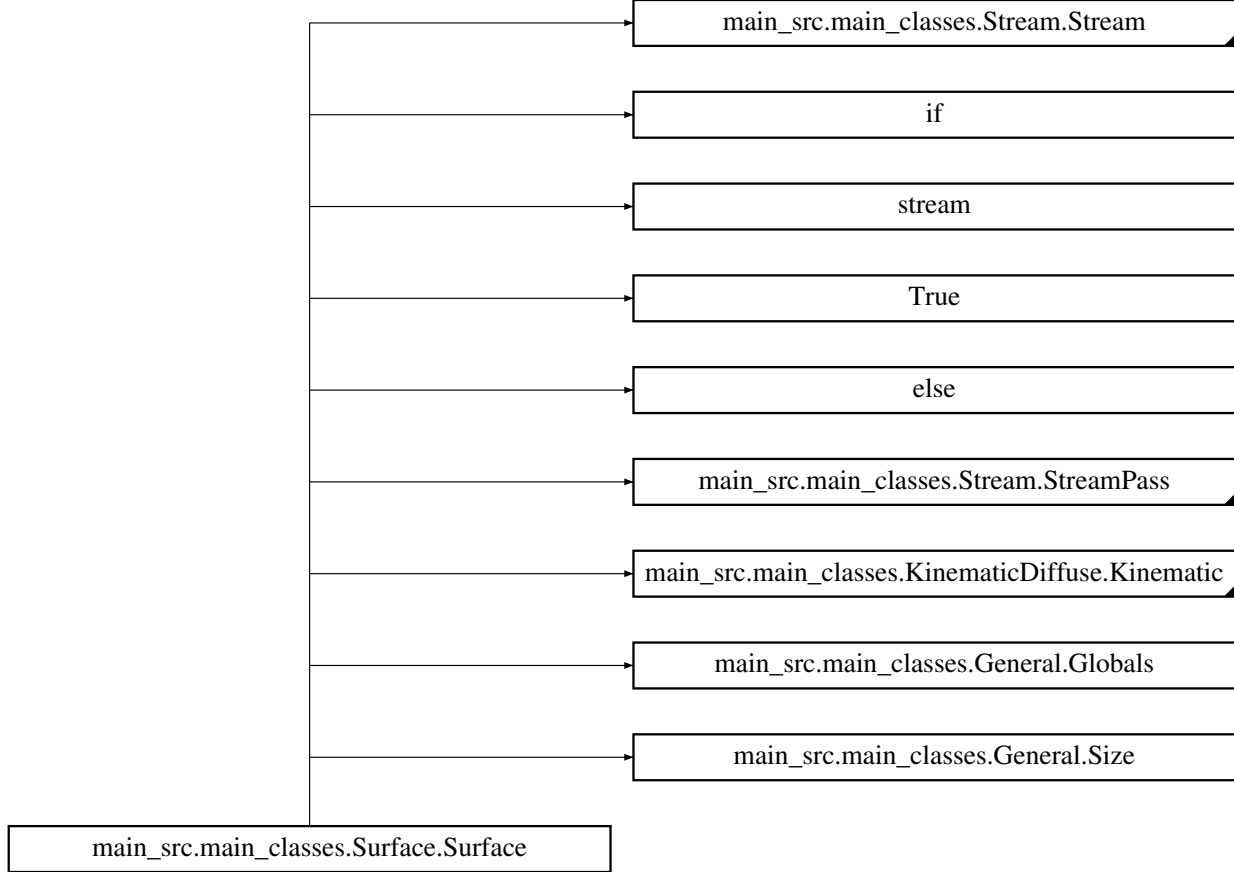 main_src.main_classes.Stream.Stream
if
stream
True
else
main_src.main_classes.Stream.StreamPass
main_src.main_classes.KinematicDiffuse.Kinematic
main_src.main_classes.General.Globals
main_src.main_classes.General.Size
main_src.main_classes.Surface.Surface